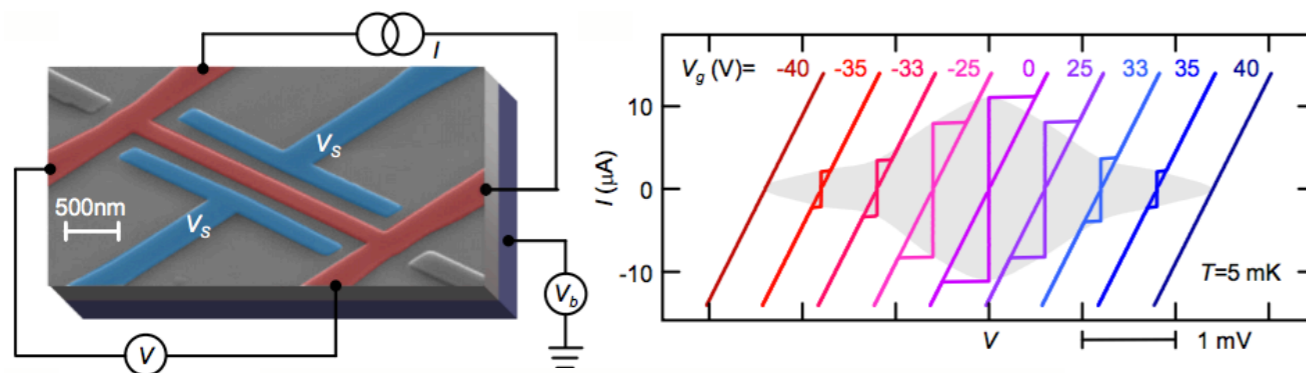 I
V_S
V_S
500nm
V_b
V
V_g (V)= -40 -35 -33 -25 0 25 33 35 40
10
0
-10
I (μA)
T=5 mK
V
1 mV